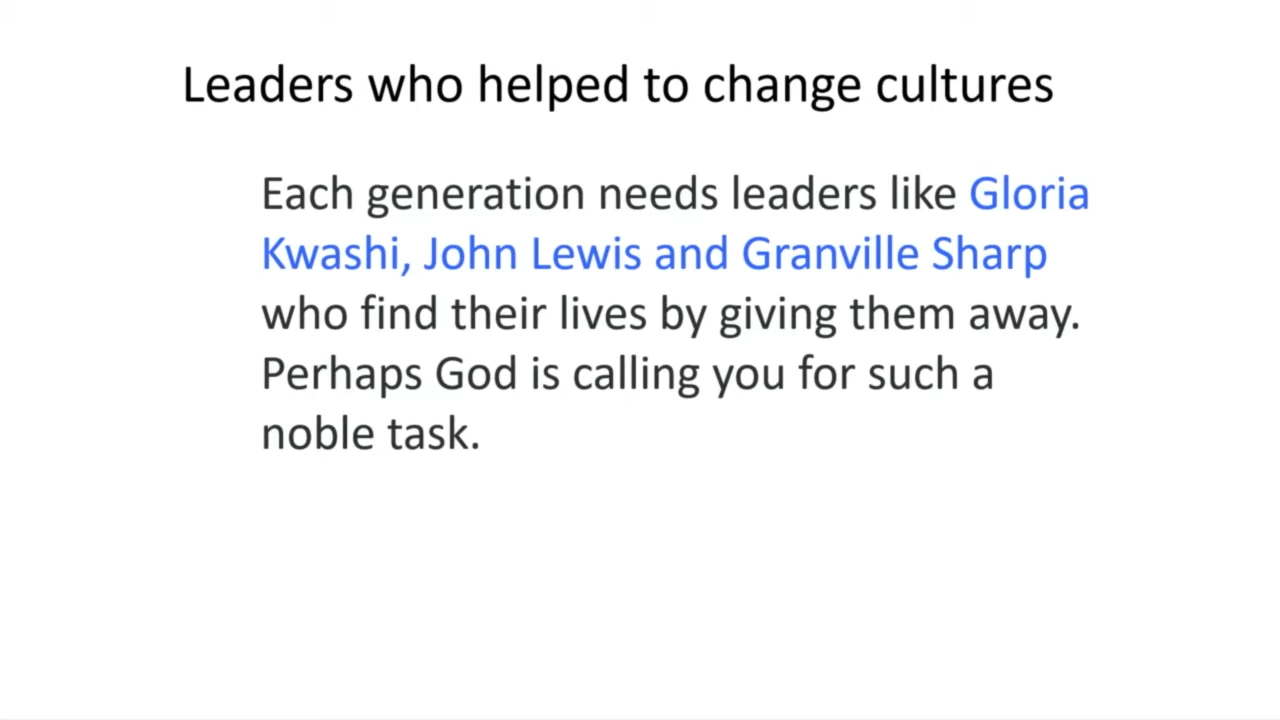 Leaders who helped to change cultures
Each generation needs leaders like Gloria
Kwashi, John Lewis and Granville Sharp
who find their lives by giving them away.
Perhaps God is calling you for such a
noble task.